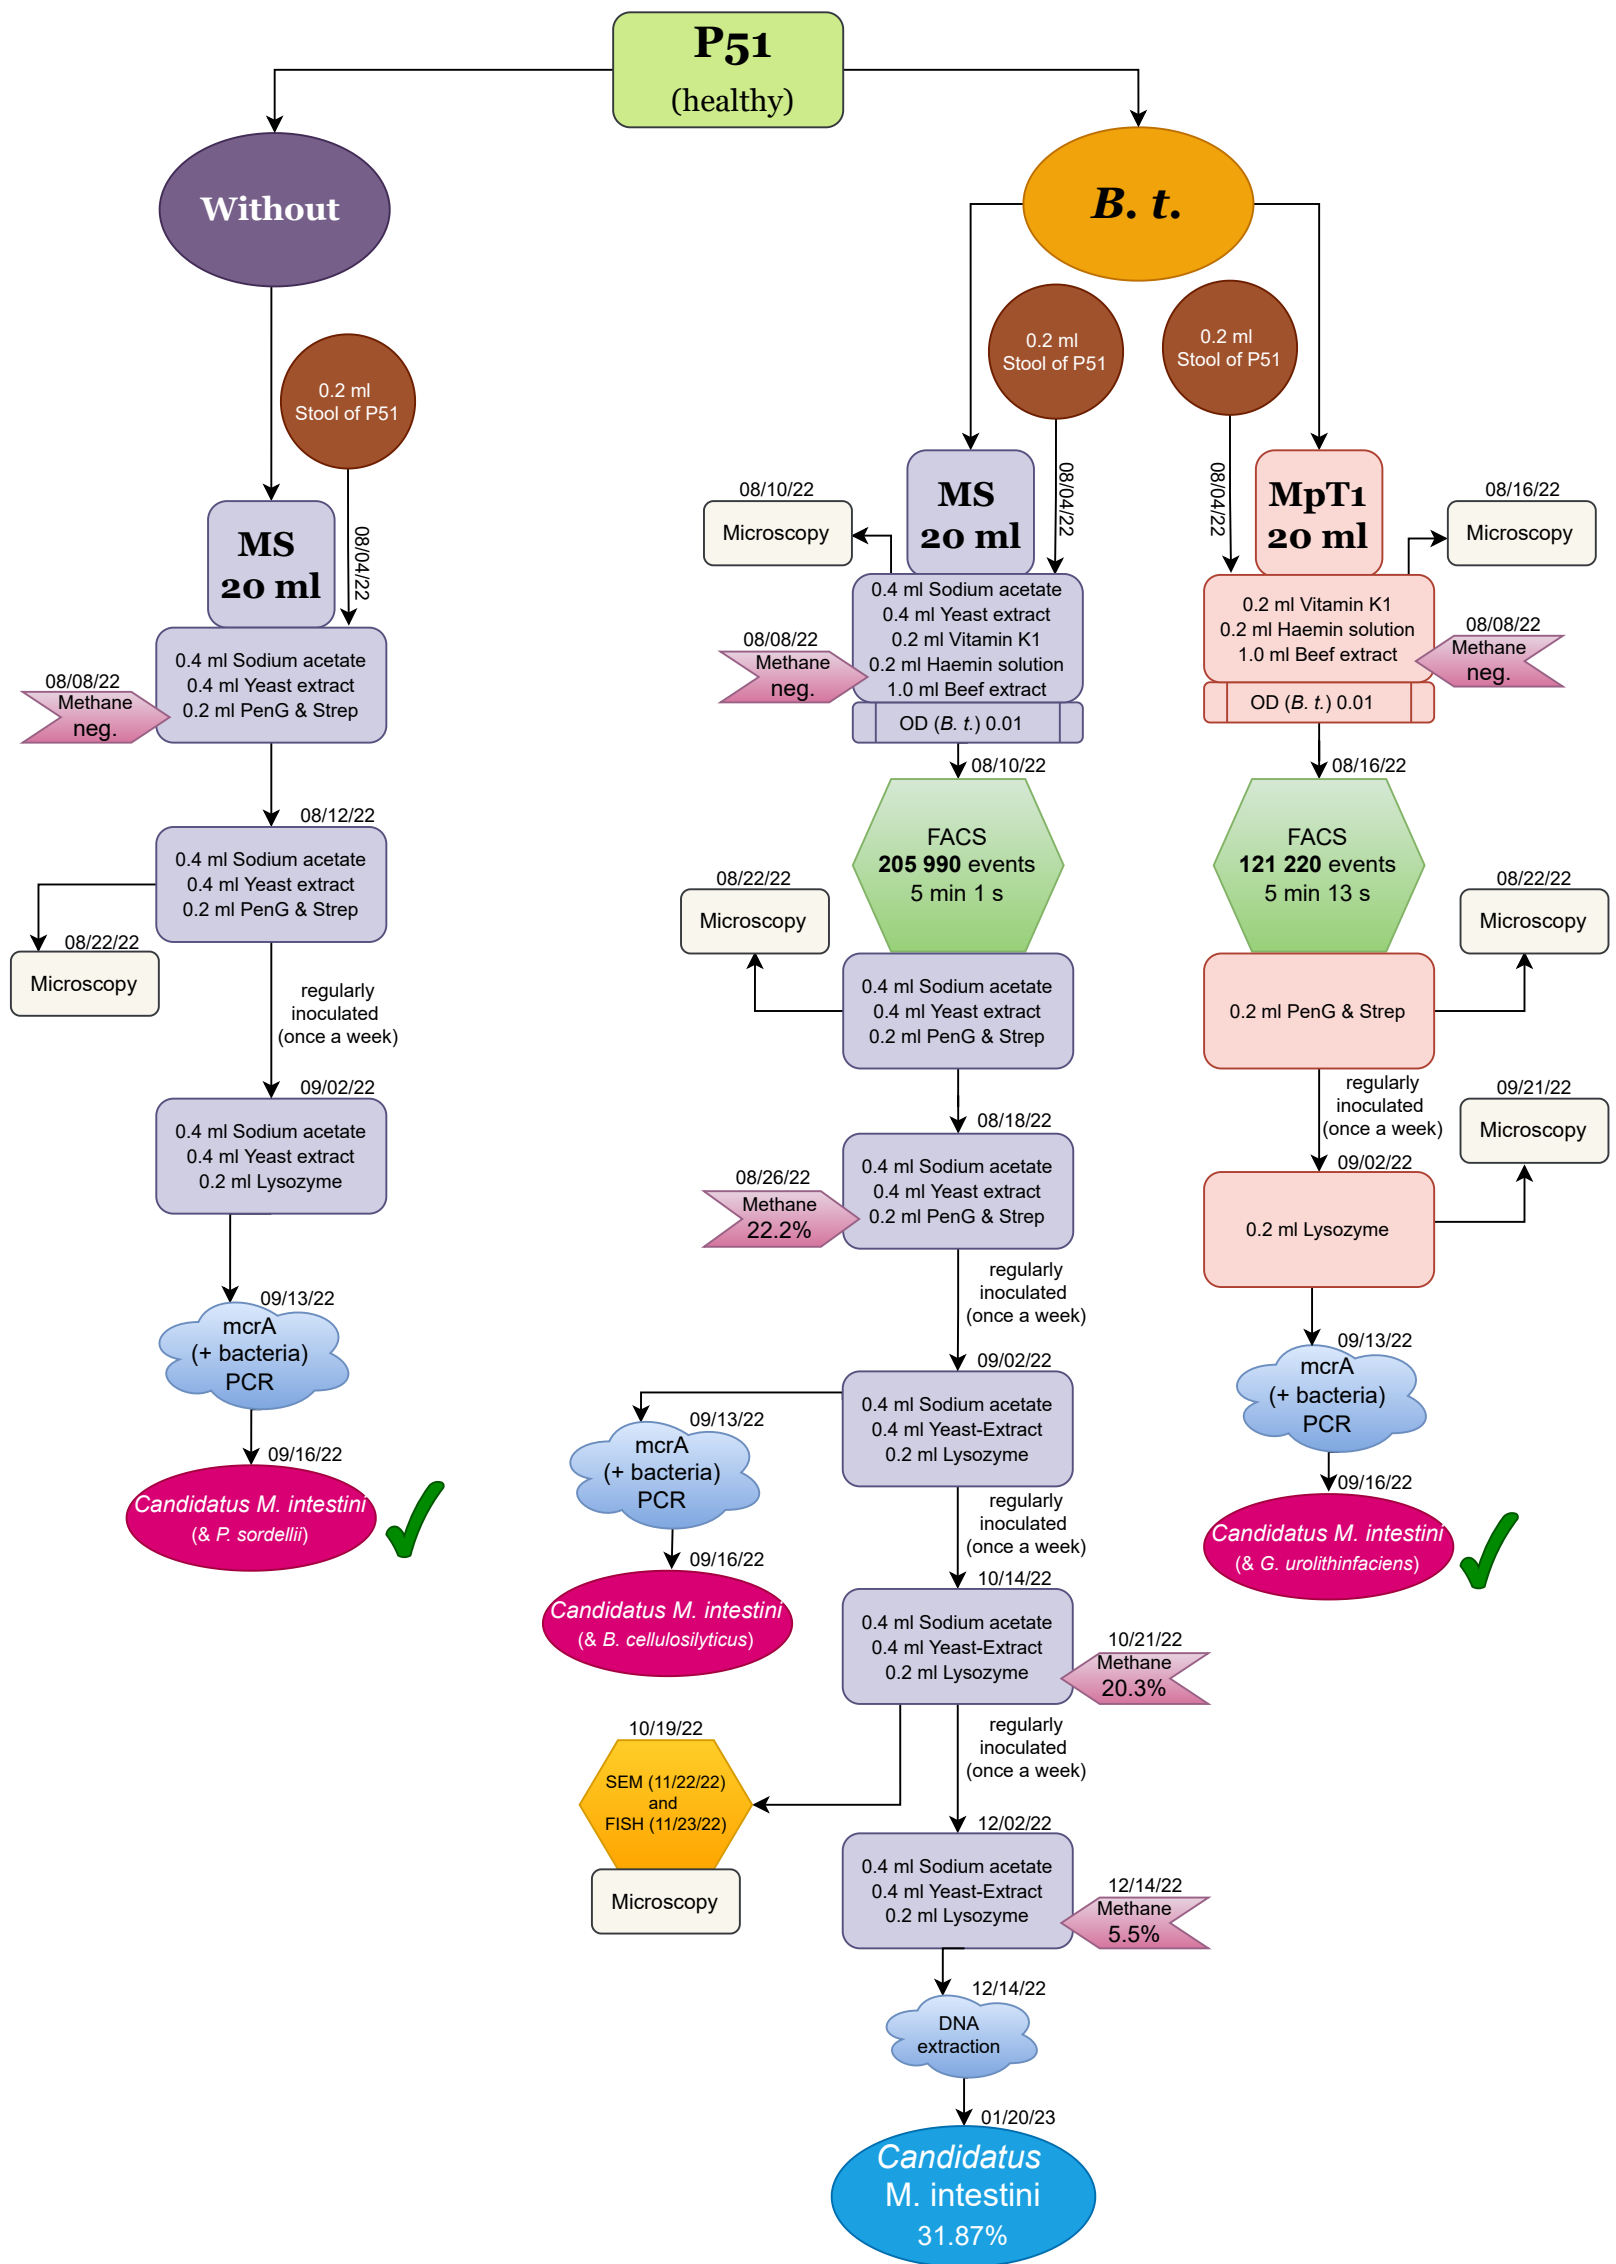 P51
(healthy)
Without
0.2 ml
Stool of P51
08/04/22
MS
20 ml
0.4 ml Sodium acetate
0.4 ml Yeast extract
0.2 ml PenG & Strep
08/08/22
Methane
neg.
08/12/22
0.4 ml Sodium acetate
0.4 ml Yeast extract
0.2 ml PenG & Strep
08/22/22
Microscopy
regularly
inoculated
(once a week)
09/02/22
0.4 ml Sodium acetate
0.4 ml Yeast extract
0.2 ml Lysozyme
09/13/22
mcrA
(+ bacteria)
PCR
09/16/22
Candidatus M. intestini
(& P. sordellii)
B. t.
0.2 ml
Stool of P51
08/04/22
MS
20 ml
08/10/22
Microscopy
0.4 ml Sodium acetate
0.4 ml Yeast extract
0.2 ml Vitamin K1
0.2 ml Haemin solution
1.0 ml Beef extract
08/08/22
Methane
neg.
OD (B. t.) 0.01
08/10/22
FACS
205 990 events
5 min 1 s
08/22/22
Microscopy
0.4 ml Sodium acetate
0.4 ml Yeast extract
0.2 ml PenG & Strep
08/18/22
0.4 ml Sodium acetate
0.4 ml Yeast extract
0.2 ml PenG & Strep
08/26/22
Methane
22.2%
regularly
inoculated
(once a week)
09/02/22
0.4 ml Sodium acetate
0.4 ml Yeast-Extract
0.2 ml Lysozyme
09/13/22
mcrA
(+ bacteria)
PCR
09/16/22
Candidatus M. intestini
(& B. cellulosilyticus)
regularly
inoculated
(once a week)
10/14/22
0.4 ml Sodium acetate
0.4 ml Yeast-Extract
0.2 ml Lysozyme
10/21/22
Methane
20.3%
10/19/22
SEM (11/22/22)
and
FISH (11/23/22)
Microscopy
regularly
inoculated
(once a week)
12/02/22
0.4 ml Sodium acetate
0.4 ml Yeast-Extract
0.2 ml Lysozyme
12/14/22
Methane
5.5%
12/14/22
DNA
extraction
01/20/23
Candidatus
M. intestini
31.87%
0.2 ml
Stool of P51
08/04/22
MpT1
20 ml
08/16/22
Microscopy
0.2 ml Vitamin K1
0.2 ml Haemin solution
1.0 ml Beef extract
08/08/22
Methane
neg.
OD (B. t.) 0.01
08/16/22
FACS
121 220 events
5 min 13 s
08/22/22
Microscopy
0.2 ml PenG & Strep
regularly
inoculated
(once a week)
09/21/22
Microscopy
09/02/22
0.2 ml Lysozyme
09/13/22
mcrA
(+ bacteria)
PCR
09/16/22
Candidatus M. intestini
(& G. urolithinfaciens)